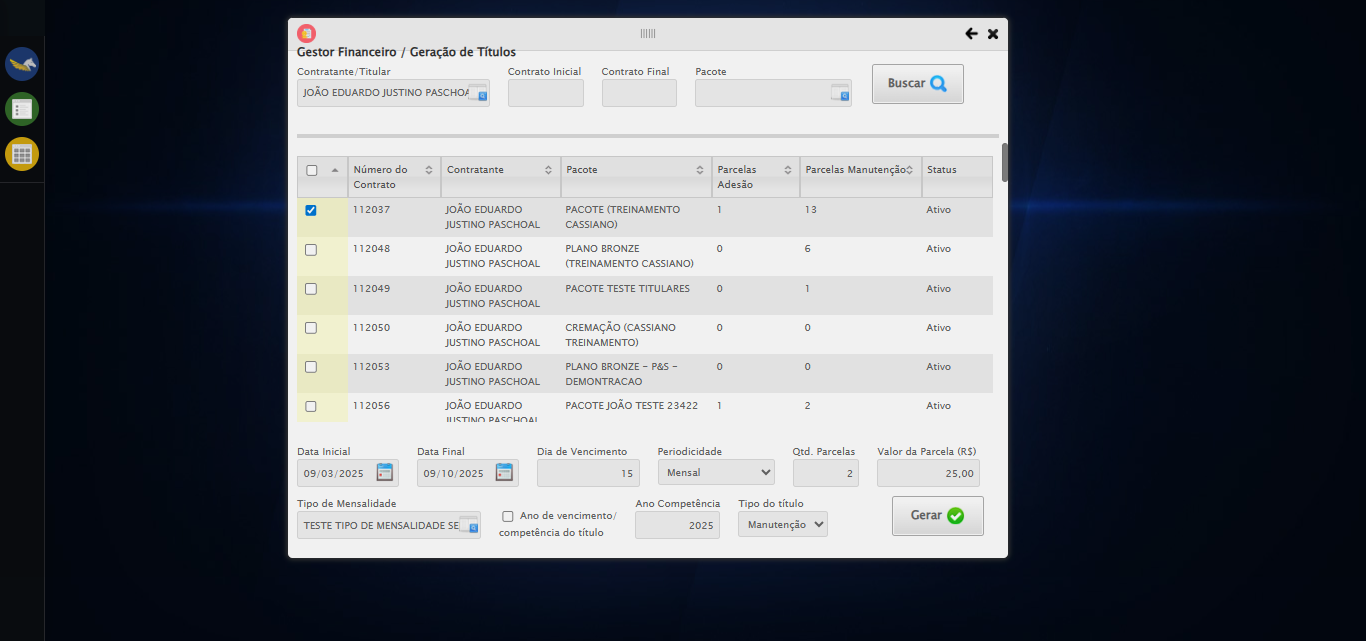 Gestor Financeiro / Geração de Títulos
Contratante/Titular Contrato Inicial Contrato Final Pacote
JOÃO EDUARDO JUSTINO PASCHOA
Buscar
Número do Contrato Contratante Pacote Parcelas Adesão Parcelas Manutenção Status
112037 JOÃO EDUARDO JUSTINO PASCHOAL PACOTE (TREINAMENTO CASSIANO) 1 13 Ativo
112048 JOÃO EDUARDO JUSTINO PASCHOAL PLANO BRONZE (TREINAMENTO CASSIANO) 0 6 Ativo
112049 JOÃO EDUARDO JUSTINO PASCHOAL PACOTE TESTE TITULARES 0 1 Ativo
112050 JOÃO EDUARDO JUSTINO PASCHOAL CREMAÇÃO (CASSIANO TREINAMENTO) 0 0 Ativo
112053 JOÃO EDUARDO JUSTINO PASCHOAL PLANO BRONZE - P&S - DEMONTRACAO 0 0 Ativo
112056 JOÃO EDUARDO JUSTINO PASCHOAL PACOTE JOÃO TESTE 23422 1 2 Ativo
Data Inicial Data Final Dia de Vencimento Periodicidade Qtd. Parcelas Valor da Parcela (R$)
09/03/2025 09/10/2025 15 Mensal 2 25,00
Tipo de Mensalidade Ano de vencimento/ competência do título Ano Competência Tipo do título
TESTE TIPO DE MENSALIDADE SE 2025 Manutenção
Gerar